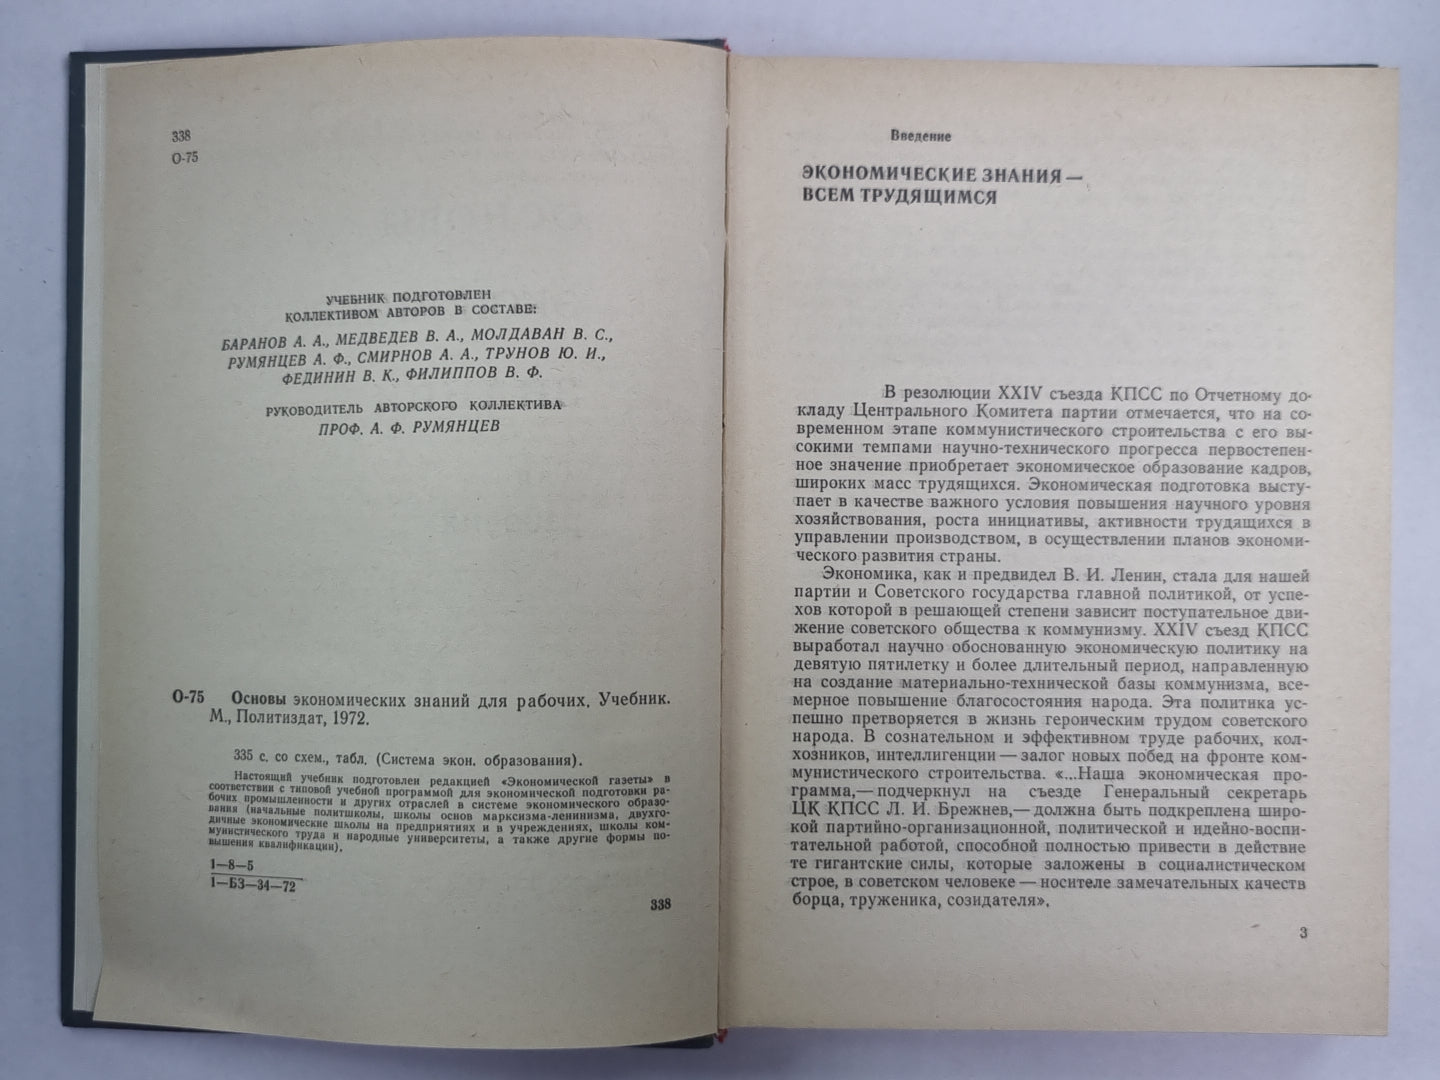 338
О-75
УЧЕБНИК ПОДГОТОВЛЕН
КОЛЛЕКТИВОМ АВТОРОВ В СОСТАВЕ:
БАРАНОВ А. А., МЕДВЕДЕВ В. А., МОЛДАВАН В. С.,
РУМЯНЦЕВ А. Ф., СМИРНОВ А. А., ТРУНОВ Ю. И.,
ФЕДИНИН В. К., ФИЛИППОВ В. Ф.
РУКОВОДИТЕЛЬ АВТОРСКОГО КОЛЛЕКТИВА
ПРОФ. А. Ф. РУМЯНЦЕВ
О-75 Основы экономических знаний для рабочих. Учебник.
М., Политиздат, 1972.
335 с. со схем., табл. (Система экон. образования).
Настоящий учебник подготовлен редакцией «Экономической газеты» в
соответствии с типовой учебной программой для экономической подготовки ра-
бочих промышленности и других отраслей в системе экономического образо-
вания (начальные политшколы, школы основ марксизма-ленинизма, двухго-
дичные экономические школы на предприятиях и в учреждениях, школы ком-
мунистического труда и народные университеты, а также другие формы по-
вышения квалификации).
1—8—5
1—БЗ—34—72
338
Введение
ЭКОНОМИЧЕСКИЕ ЗНАНИЯ —
ВСЕМ ТРУДЯЩИМСЯ
В резолюции XXIV съезда КПСС по Отчетному до-
кладу Центрального Комитета партии отмечается, что на со-
временном этапе коммунистического строительства с его вы-
сокими темпами научно-технического прогресса первостепен-
ное значение приобретает экономическое образование кадров,
широких масс трудящихся. Экономическая подготовка высту-
пает в качестве важного условия повышения научного уровня
хозяйствования, роста инициативы, активности трудящихся в
управлении производством, в осуществлении планов экономи-
ческого развития страны.
Экономика, как и предвидел В. И. Ленин, стала для нашей
партии и Советского государства главной политикой, от успе-
хов которой в решающей степени зависит поступательное дви-
жение советского общества к коммунизму. XXIV съезд КПСС
выработал научно обоснованную экономическую политику на
девятую пятилетку и более длительный период, направленную
на создание материально-технической базы коммунизма, все-
мерное повышение благосостояния народа. Эта политика ус-
пешно претворяется в жизнь героическим трудом советского
народа. В сознательном и эффективном труде рабочих, кол-
хозников, интеллигенции — залог новых побед на фронте ком-
мунистического строительства. «...Наша экономическая про-
грамма,— подчеркнул на съезде Генеральный секретарь
ЦК КПСС Л. И. Брежнев,— должна быть подкреплена широ-
кой партийно-организационной, политической и идейно-воспи-
тательной работой, способной полностью привести в действие
те гигантские силы, которые заложены в социалистическом
строе, в советском человеке — носителе замечательных качеств
борца, труженика, созидателя».
3